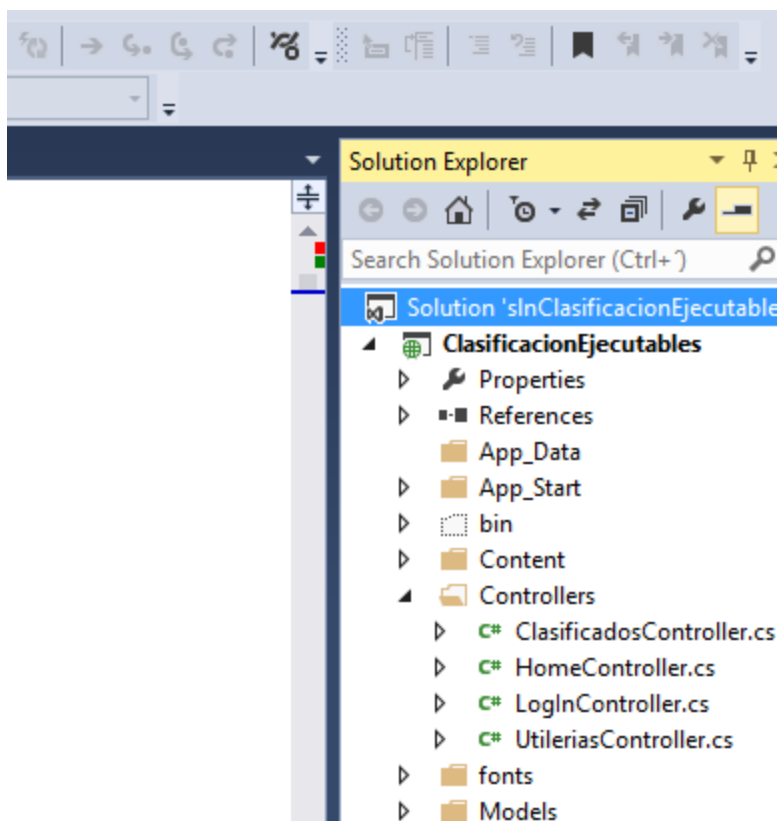 Solution Explorer
Search Solution Explorer (Ctrl+´)
Solution 'slnClasificacionEjecutable
ClasificacionEjecutables
Properties
References
App_Data
App_Start
bin
Content
Controllers
C# ClasificadosController.cs
C# HomeController.cs
C# LogInController.cs
C# UtileriasController.cs
fonts
Models